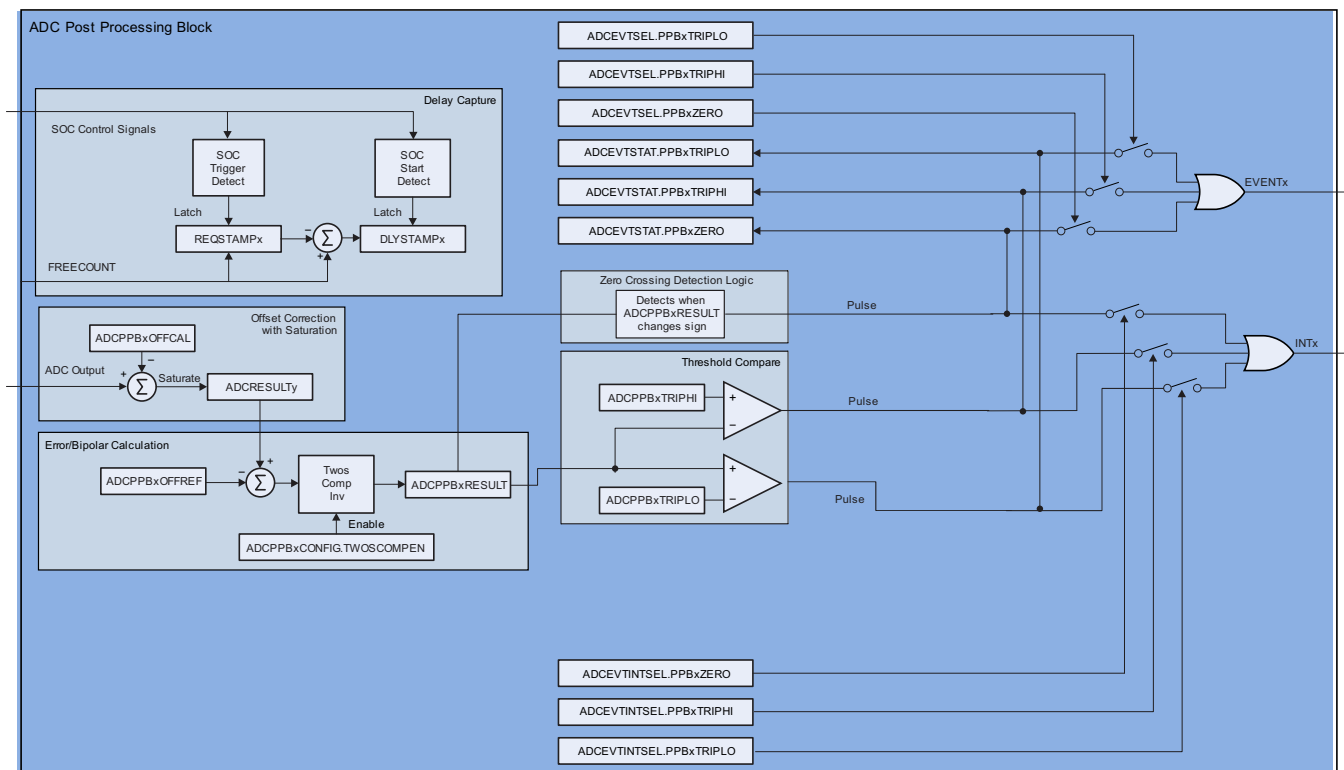 ADC Post Processing Block
Delay Capture
SOC Control Signals
SOC
Trigger
Detect
SOC
Start
Detect
Latch
Latch
REQSTAMPx
−
Σ
+
DLYSTAMPx
FREECOUNT
Offset Correction
with Saturation
ADCPPBxOFFCAL
−
ADC Output
+
Σ
Saturate
ADCRESULTy
Error/Bipolar Calculation
ADCPPBxOFFREF
−
+
Σ
Twos
Comp
Inv
ADCPPBxRESULT
Enable
ADCPPBxCONFIG.TWOSCOMPEN
ADCEVTSEL.PPBxTRIPLO
ADCEVTSEL.PPBxTRIPHI
ADCEVTSEL.PPBxZERO
ADCEVTSTAT.PPBxTRIPLO
ADCEVTSTAT.PPBxTRIPHI
ADCEVTSTAT.PPBxZERO
EVENTx
Zero Crossing Detection Logic
Detects when
ADCPPBxRESULT
changes sign
Pulse
Threshold Compare
ADCPPBxTRIPHI
+
−
Pulse
+
ADCPPBxTRIPLO
−
Pulse
INTx
ADCEVTINTSEL.PPBxZERO
ADCEVTINTSEL.PPBxTRIPHI
ADCEVTINTSEL.PPBxTRIPLO